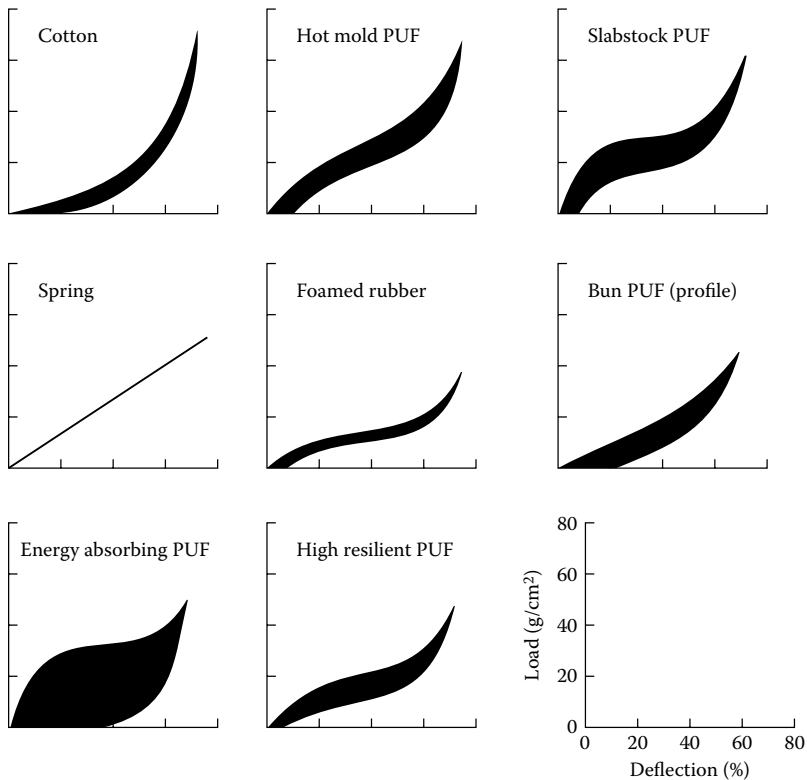 Cotton
Hot mold PUF
Slabstock PUF
Spring
Foamed rubber
Bun PUF (profile)
Energy absorbing PUF
High resilient PUF
80
60
40
20
0
Load (g/cm²)
0 20 40 60 80
Deflection (%)